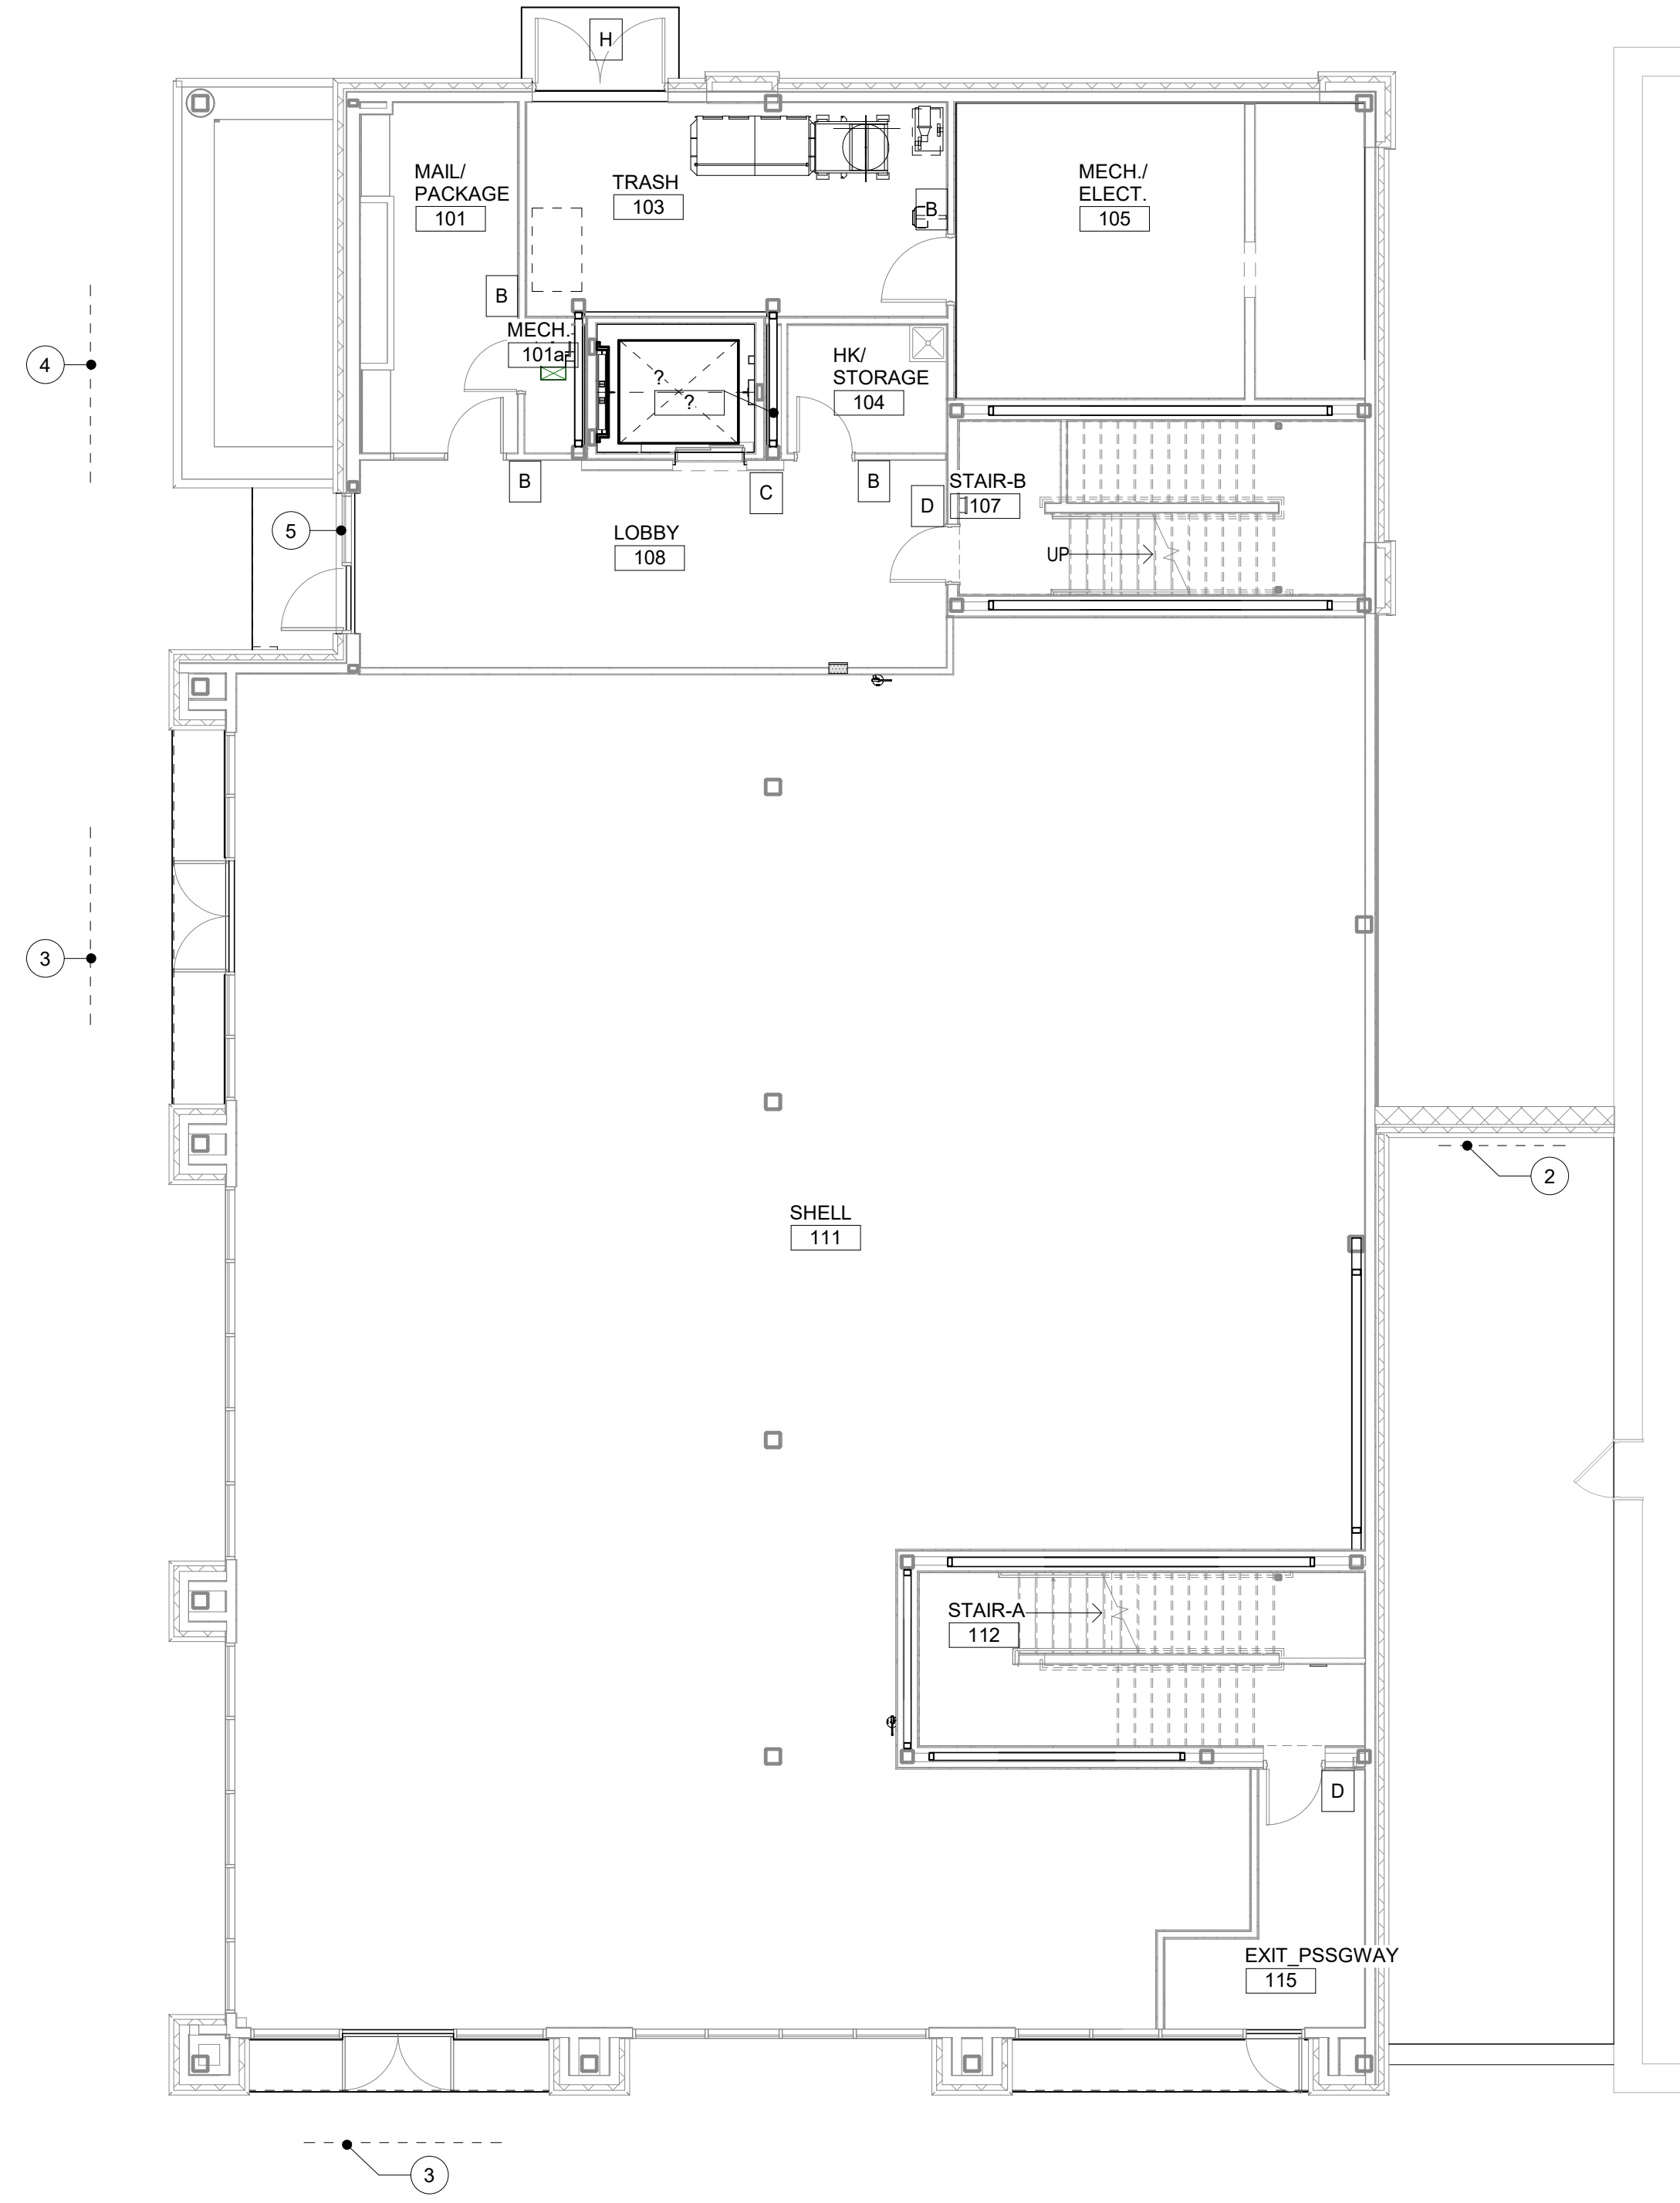 H
MAIL/
PACKAGE
101
TRASH
103
MECH./
ELECT.
105
B
B
MECH.
101a
4
?
?
HK/
STORAGE
104
B
C
B
D
STAIR-B
107
5
LOBBY
108
UP
3
2
SHELL
111
STAIR-A
112
D
EXIT_PSSGWAY
115
3